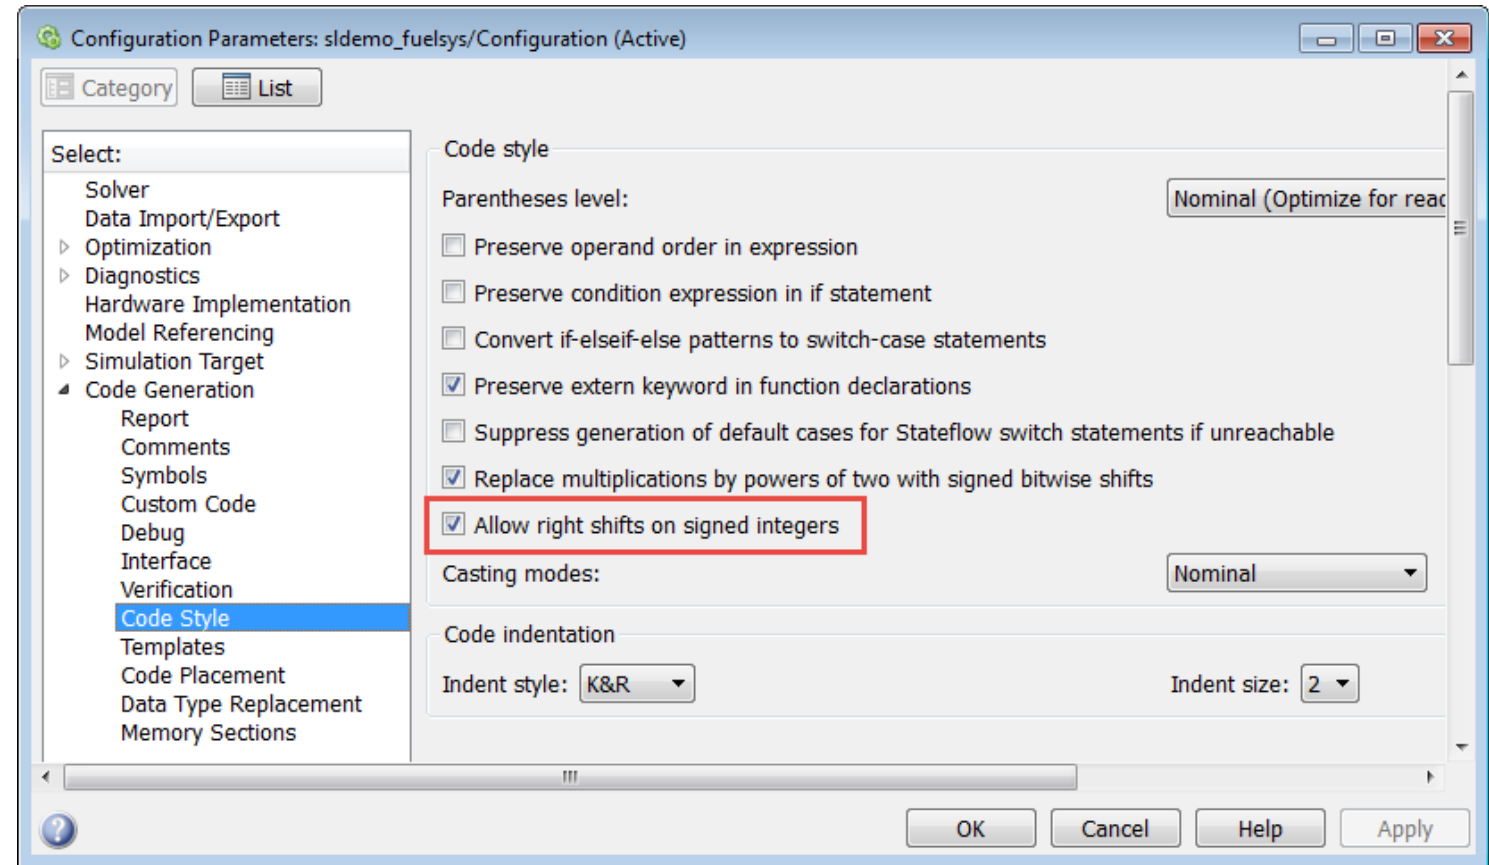 Configuration Parameters: sldemo_fuelsys/Configuration (Active)
Category List
Select:
Solver
Data Import/Export
Optimization
Diagnostics
Hardware Implementation
Model Referencing
Simulation Target
Code Generation
Report
Comments
Symbols
Custom Code
Debug
Interface
Verification
Code Style
Templates
Code Placement
Data Type Replacement
Memory Sections
Code style
Parentheses level: Nominal (Optimize for read
Preserve operand order in expression
Preserve condition expression in if statement
Convert if-elseif-else patterns to switch-case statements
Preserve extern keyword in function declarations
Suppress generation of default cases for Stateflow switch statements if unreachable
Replace multiplications by powers of two with signed bitwise shifts
Allow right shifts on signed integers
Casting modes: Nominal
Code indentation
Indent style: K&R Indent size: 2
? OK Cancel Help Apply